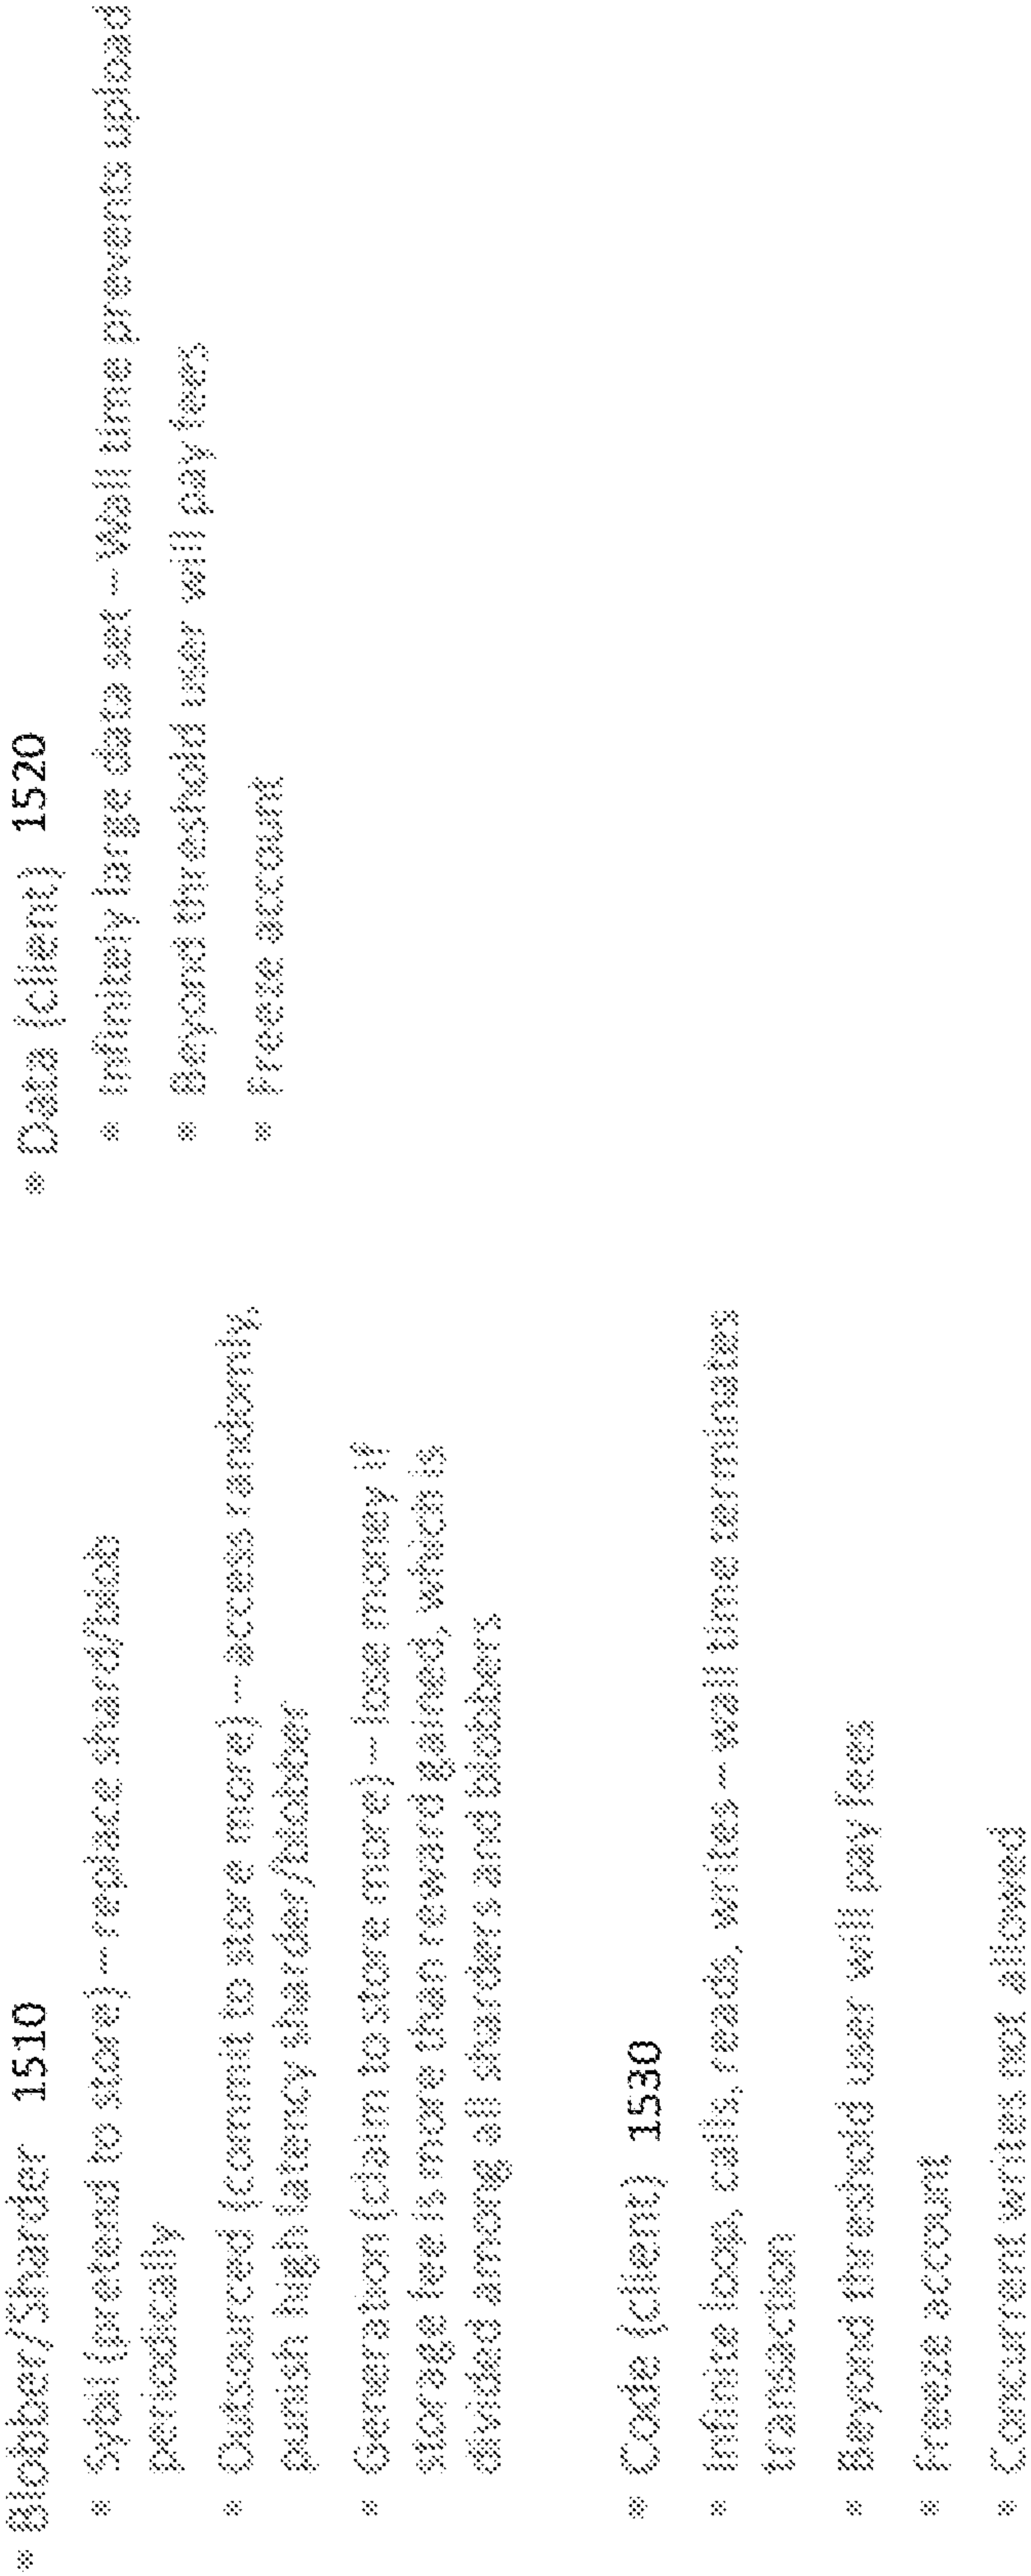 • Blobber/Sharder 1510
• Sybil (pretend to store) – replace shard/blob
periodically
• Outsourced (commit to store more) – access randomly,
punish high latency sharder/blobber
• Generation (claim to store more) – lose money if
storage fee is more than reward gained, which is
divided among all sharders and blobbers
• Data (client) 1520
• Infinitely large data set – Wall time prevents upload
• Beyond threshold user will pay fees
• Freeze account
• Code (client) 1530
• Infinite loop, calls, reads, writes – wall time terminates
transaction
• Beyond threshold user will pay fees
• Freeze account
• Concurrent writes not allowed